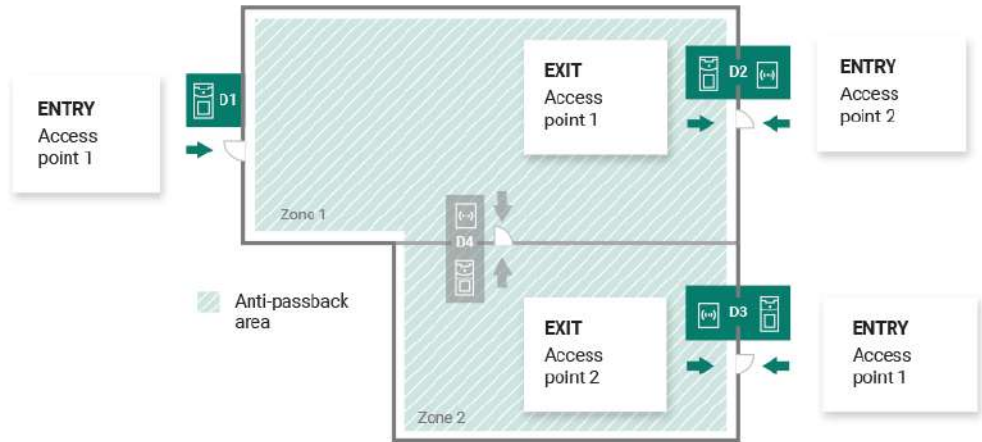 ENTRY
Access
point 1
D1
EXIT
Access
point 1
D2
ENTRY
Access
point 2
Zone 1
D4
Anti-passback
area
EXIT
Access
point 2
D3
ENTRY
Access
point 1
Zone 2